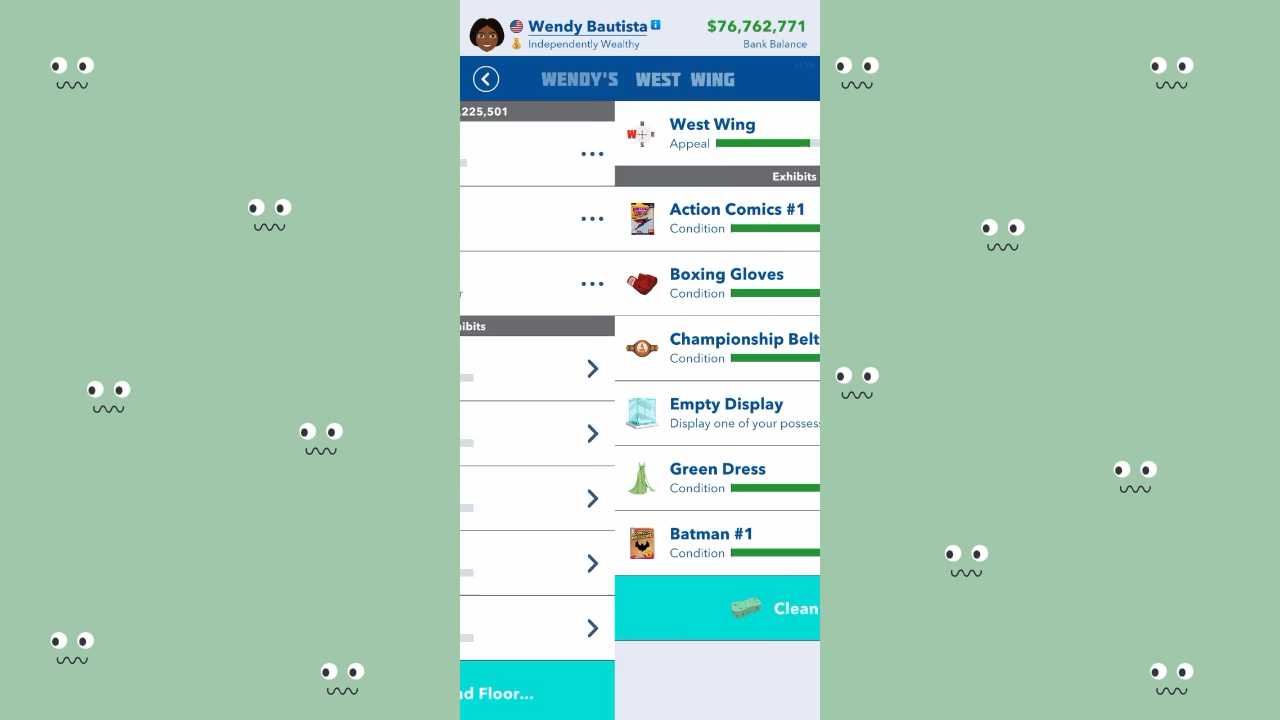 Wendy Bautista
Independently Wealthy
$76,762,771
Bank Balance
WENDY'S WEST WING
,225,501
West Wing
Appeal
Exhibits
Action Comics #1
Condition
Boxing Gloves
Condition
hibits
Championship Belt
Condition
Empty Display
Display one of your possess
Green Dress
Condition
Batman #1
Condition
Clean
nd Floor...